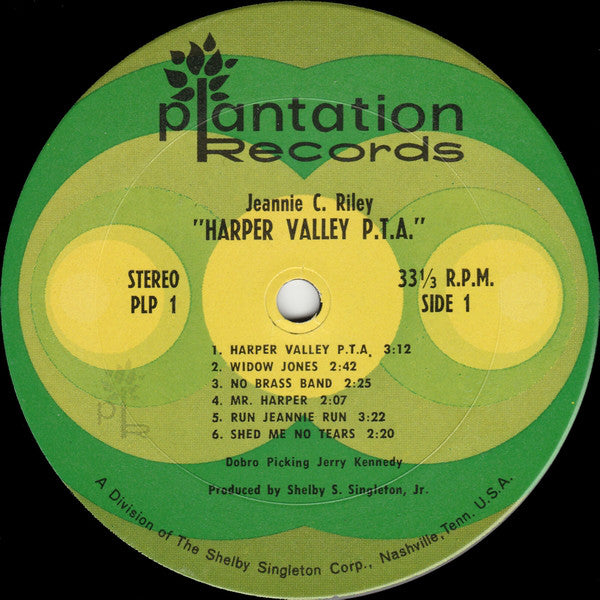 plantation
Records
Jeannie C. Riley
"HARPER VALLEY P.T.A."
STEREO
PLP 1
33⅓ R.P.M.
SIDE 1
1. HARPER VALLEY P.T.A. 3:12
2. WIDOW JONES 2:42
3. NO BRASS BAND 2:25
4. MR. HARPER 2:07
5. RUN JEANNIE RUN 3:22
6. SHED ME NO TEARS 2:20
Dobro Picking Jerry Kennedy
Produced by Shelby S. Singleton, Jr.
A Division of The Shelby Singleton Corp., Nashville, Tenn. U.S.A.